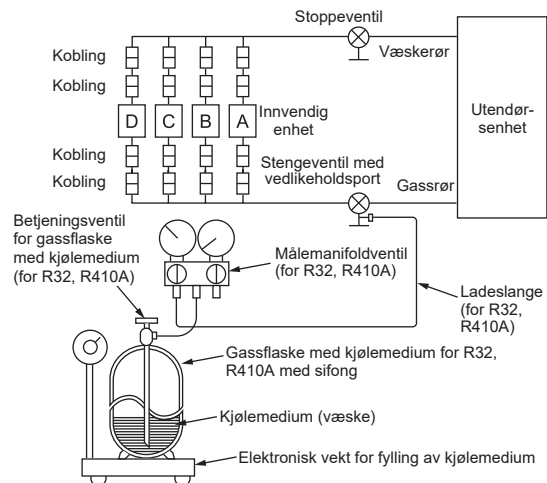 Stoppeventil
Kobling
Væskerør
Kobling
D
C
B
A
Innvendig
enhet
Utendør-
senhet
Kobling
Stengeventil med
vedlikeholdsport
Kobling
Gassrør
Betjeningsventil
for gassflaske
med kjølemedium
(for R32, R410A)
Målemanifoldventil
(for R32, R410A)
Ladeslange
(for R32,
R410A)
Gassflaske med kjølemedium for R32,
R410A med sifong
Kjølemedium (væske)
Elektronisk vekt for fylling av kjølemedium